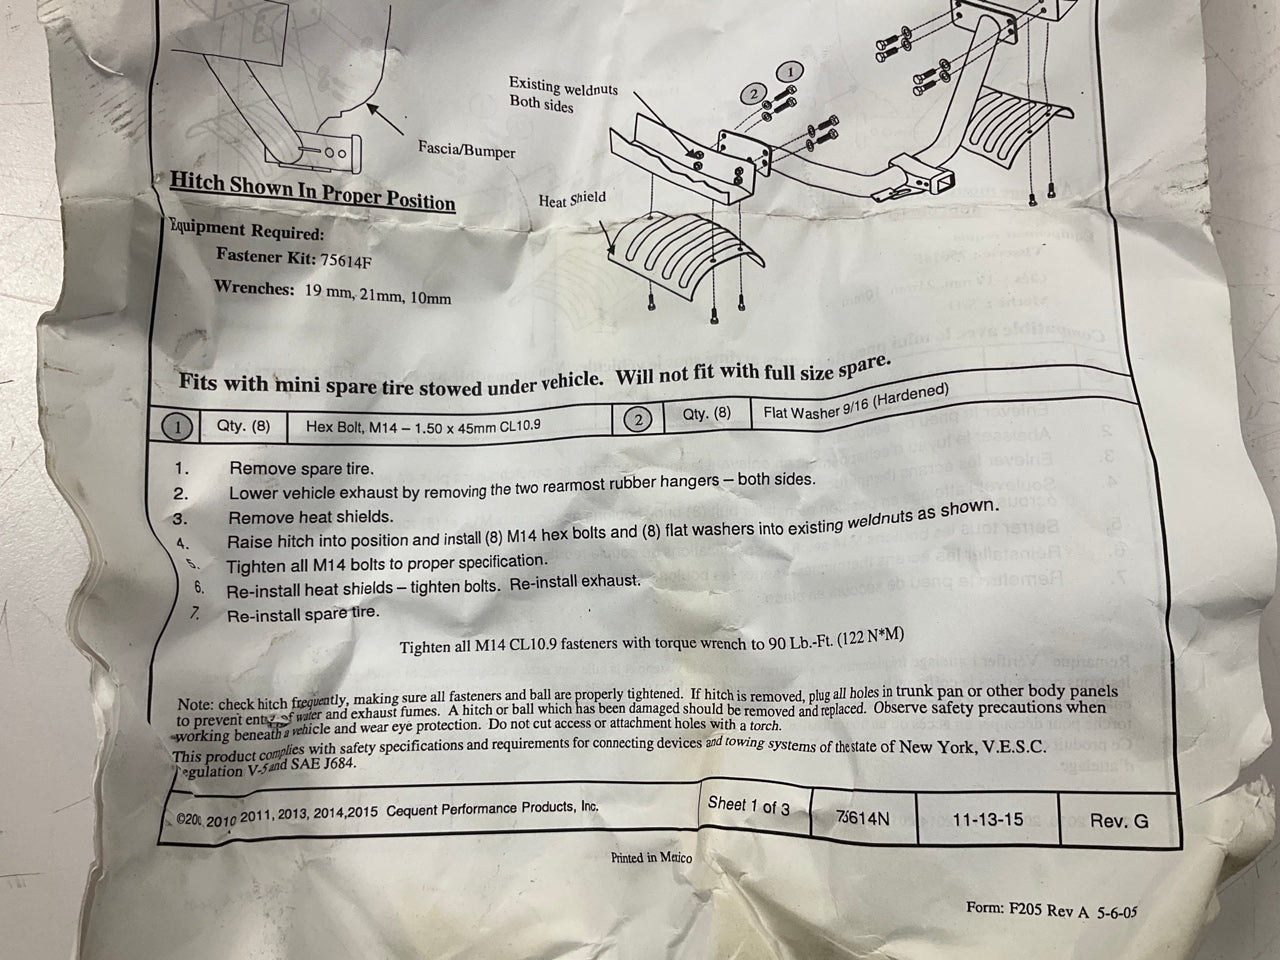 Existing weldnuts
Both sides
1
2
Fascia/Bumper
Heat Shield
Hitch Shown In Proper Position
Equipment Required:
Fastener Kit: 75614F
Wrenches: 19 mm, 21mm, 10mm
Fits with mini spare tire stowed under vehicle. Will not fit with full size spare.
1 Qty. (8) Hex Bolt, M14 – 1.50 x 45mm CL10.9 2 Qty. (8) Flat Washer 9/16 (Hardened)
1. Remove spare tire.
2. Lower vehicle exhaust by removing the two rearmost rubber hangers – both sides.
3. Remove heat shields.
4. Raise hitch into position and install (8) M14 hex bolts and (8) flat washers into existing weldnuts as shown.
5. Tighten all M14 bolts to proper specification.
6. Re-install heat shields – tighten bolts. Re-install exhaust.
7. Re-install spare tire.
Tighten all M14 CL10.9 fasteners with torque wrench to 90 Lb.-Ft. (122 N*M)
Note: check hitch frequently, making sure all fasteners and ball are properly tightened. If hitch is removed, plug all holes in trunk pan or other body panels
to prevent entry of water and exhaust fumes. A hitch or ball which has been damaged should be removed and replaced. Observe safety precautions when
working beneath a vehicle and wear eye protection. Do not cut access or attachment holes with a torch.
This product complies with safety specifications and requirements for connecting devices and towing systems of the state of New York, V.E.S.C.
Regulation V-5 and SAE J684.
2010 2011, 2013, 2014,2015 Cequent Performance Products, Inc. Sheet 1 of 3 75614N 11-13-15 Rev. G
Printed in Mexico
Form: F205 Rev A 5-6-05